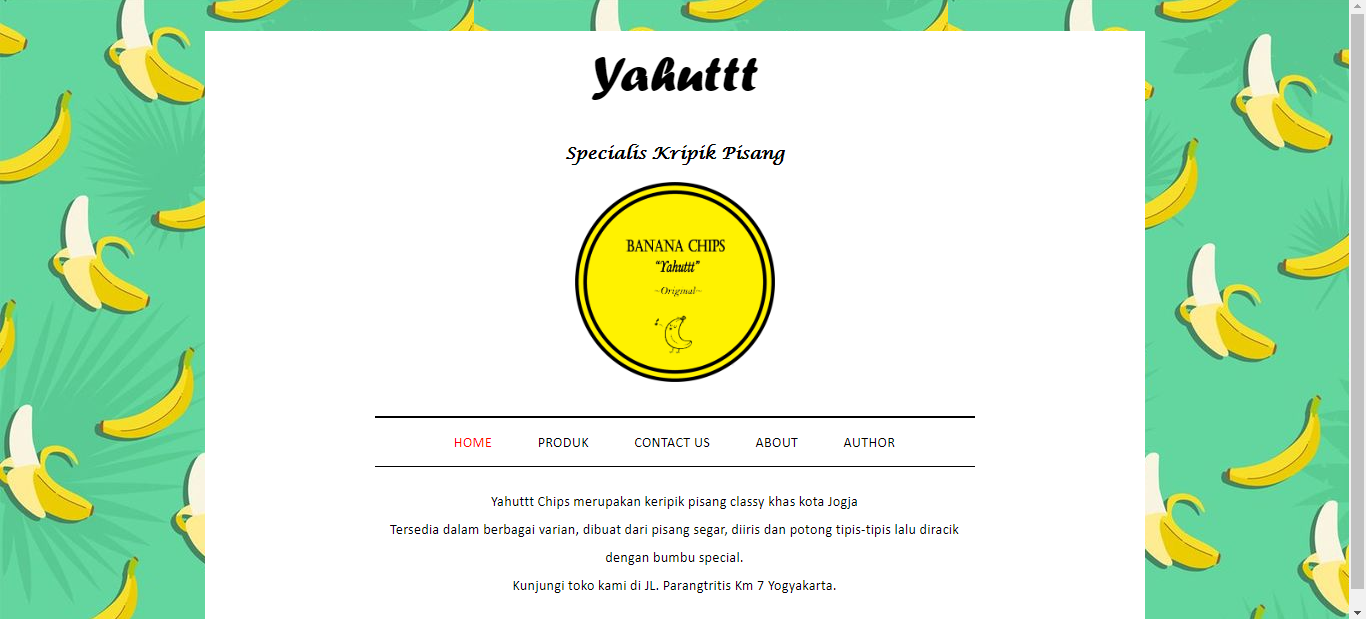 Yahuttt
Specialis Kripik Pisang
BANANA CHIPS
“Yahuttt”
~Original~
HOME PRODUK CONTACT US ABOUT AUTHOR
Yahuttt Chips merupakan keripik pisang classy khas kota Jogja
Tersedia dalam berbagai varian, dibuat dari pisang segar, diiris dan potong tipis-tipis lalu diracik
dengan bumbu special.
Kunjungi toko kami di JL. Parangtritis Km 7 Yogyakarta.